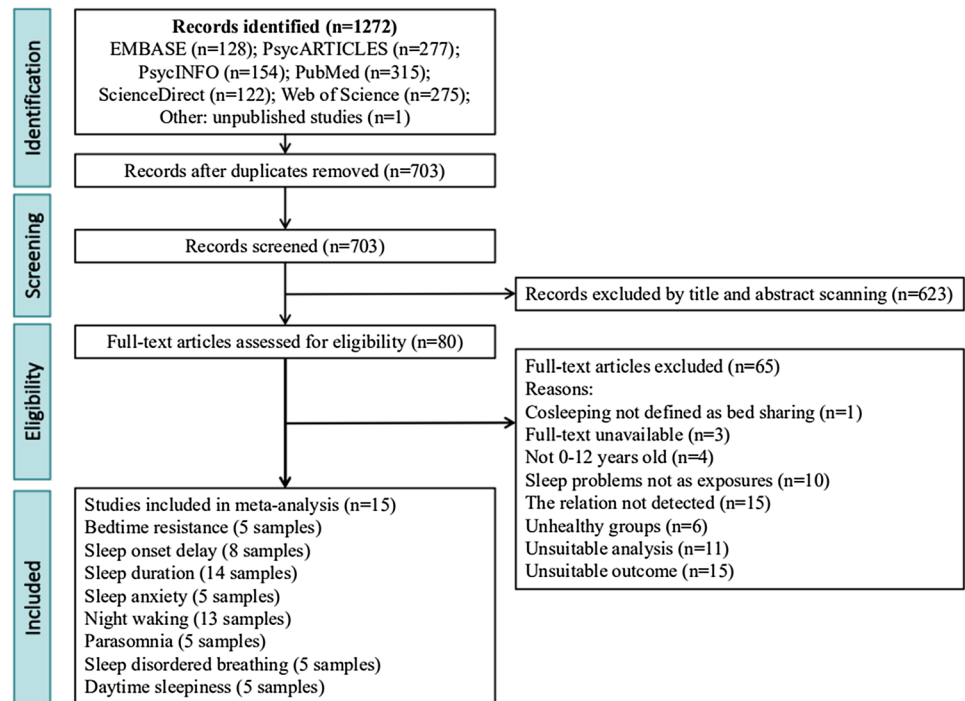 Identification
Records identified (n=1272)
EMBASE (n=128); PsycARTICLES (n=277);
PsycINFO (n=154); PubMed (n=315);
ScienceDirect (n=122); Web of Science (n=275);
Other: unpublished studies (n=1)
Records after duplicates removed (n=703)
Screening
Records screened (n=703)
Records excluded by title and abstract scanning (n=623)
Eligibility
Full-text articles assessed for eligibility (n=80)
Full-text articles excluded (n=65)
Reasons:
Cosleeping not defined as bed sharing (n=1)
Full-text unavailable (n=3)
Not 0-12 years old (n=4)
Sleep problems not as exposures (n=10)
The relation not detected (n=15)
Unhealthy groups (n=6)
Unsuitable analysis (n=11)
Unsuitable outcome (n=15)
Included
Studies included in meta-analysis (n=15)
Bedtime resistance (5 samples)
Sleep onset delay (8 samples)
Sleep duration (14 samples)
Sleep anxiety (5 samples)
Night waking (13 samples)
Parasomnia (5 samples)
Sleep disordered breathing (5 samples)
Daytime sleepiness (5 samples)